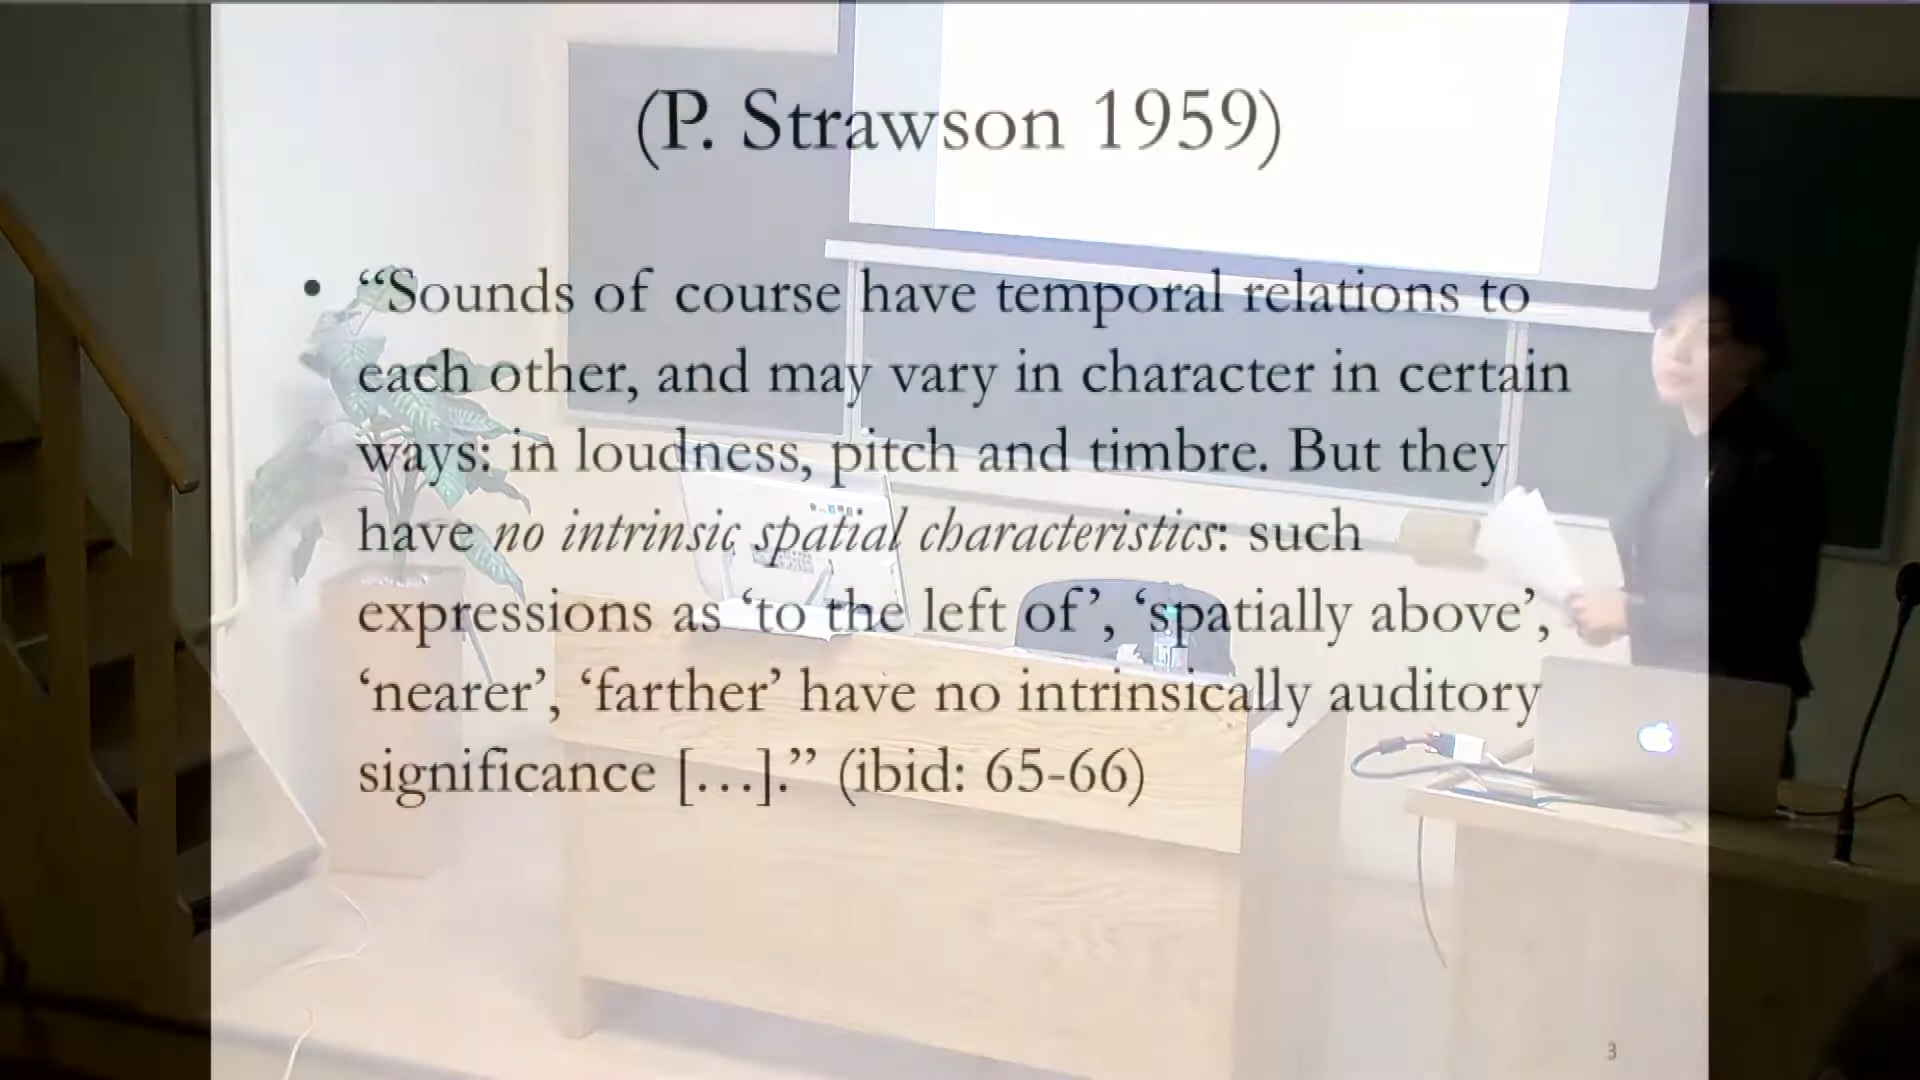 (P. Strawson 1959)
• “Sounds of course have temporal relations to
each other, and may vary in character in certain
ways: in loudness, pitch and timbre. But they
have no intrinsic spatial characteristics: such
expressions as ‘to the left of’, ‘spatially above’,
‘nearer’, ‘farther’ have no intrinsically auditory
significance […].” (ibid: 65-66)
3